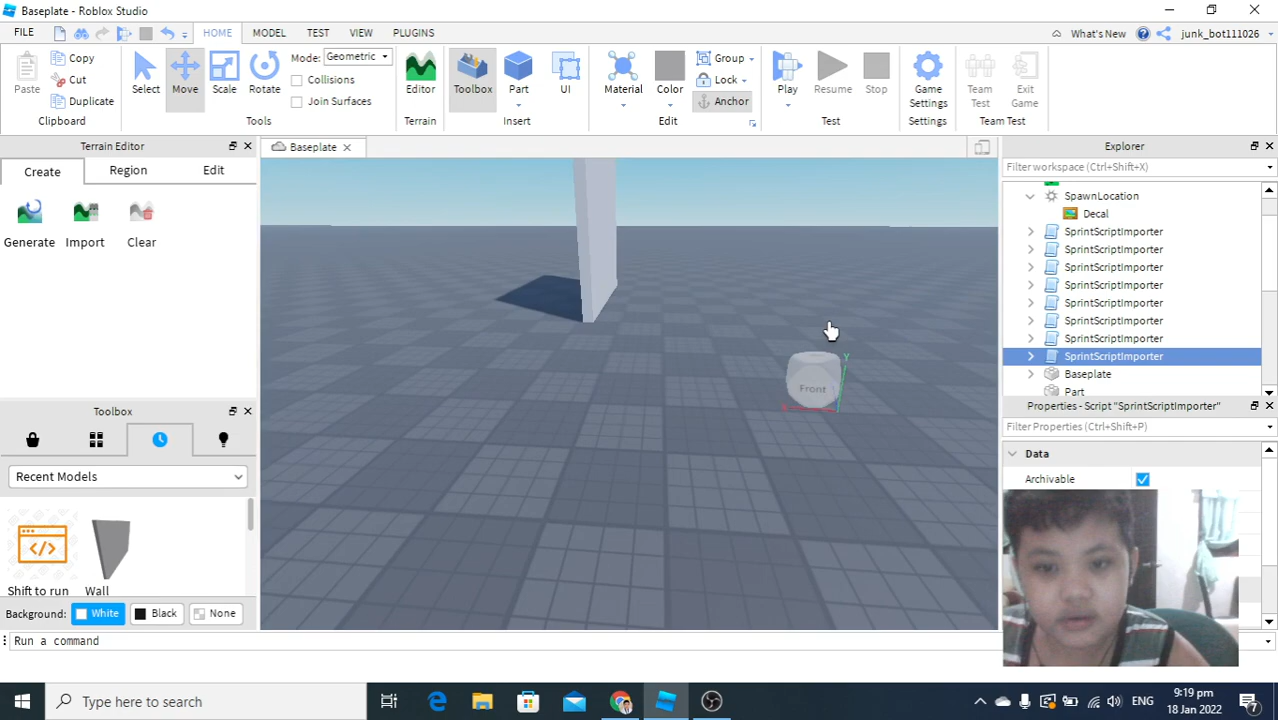 Baseplate - Roblox Studio
FILE HOME MODEL TEST VIEW PLUGINS What's New junk_bot111026
Paste Copy Cut Duplicate Clipboard
Select Move Scale Rotate Mode: Geometric Collisions Join Surfaces Tools
Editor Terrain
Toolbox Part UI Insert
Material Color Group Lock Anchor Edit
Play Resume Stop Test
Game Settings Settings
Team Test Exit Game Team Test
Terrain Editor
Create Region Edit
Generate Import Clear
Toolbox
Recent Models
Shift to run Wall
Background: White Black None
Run a command
Baseplate
Front
Y
Explorer
Filter workspace (Ctrl+Shift+X)
SpawnLocation
Decal
SprintScriptImporter
SprintScriptImporter
SprintScriptImporter
SprintScriptImporter
SprintScriptImporter
SprintScriptImporter
SprintScriptImporter
SprintScriptImporter
Baseplate
Part
Properties - Script "SprintScriptImporter"
Filter Properties (Ctrl+Shift+P)
Data
Archivable
Type here to search
ENG
9:19 pm
18 Jan 2022
7